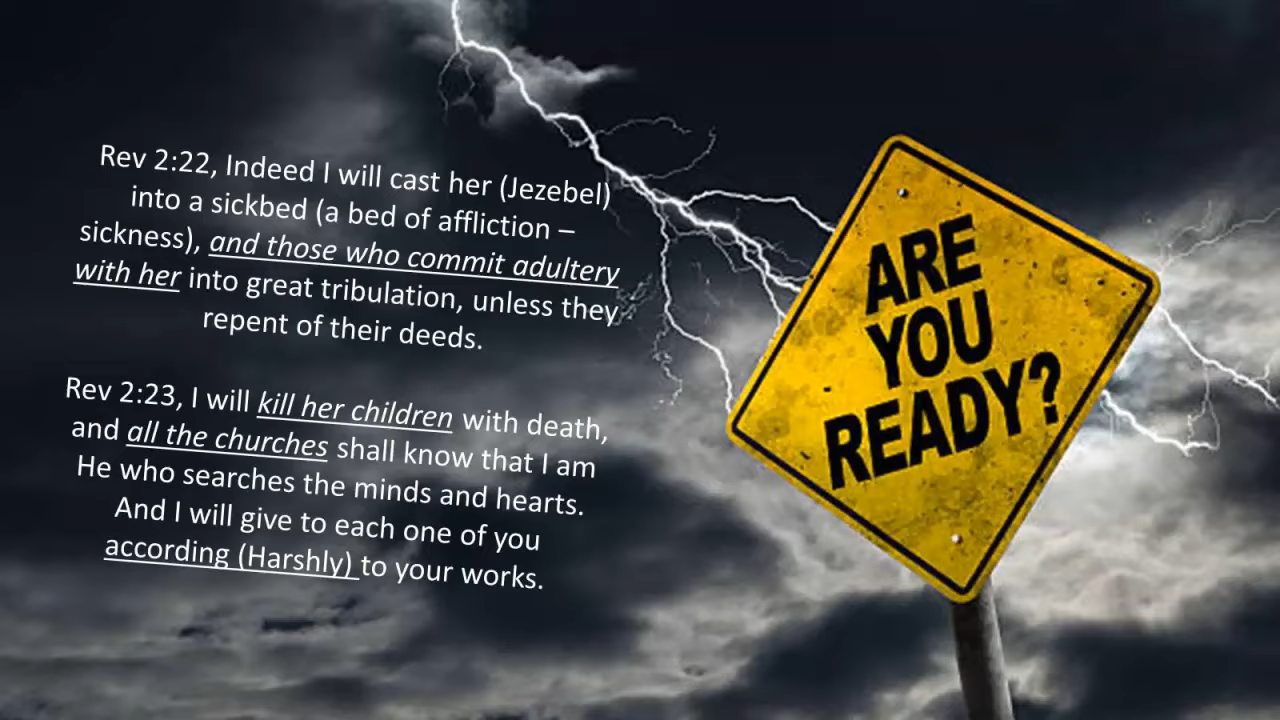 Rev 2:22, Indeed I will cast her (Jezebel)
into a sickbed (a bed of affliction –
sickness), and those who commit adultery
with her into great tribulation, unless they
repent of their deeds.
Rev 2:23, I will kill her children with death,
and all the churches shall know that I am
He who searches the minds and hearts.
And I will give to each one of you
according (Harshly) to your works.
ARE
YOU
READY?